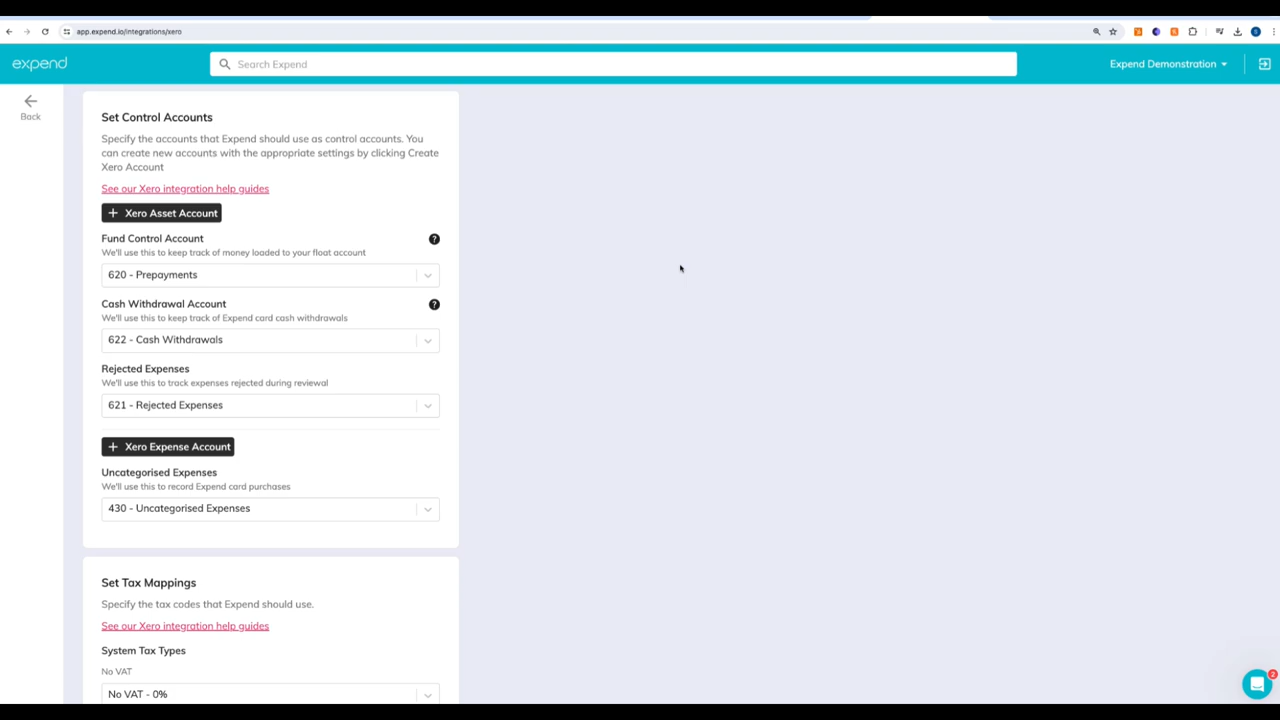 app.expend.io/integrations/xero
expend
Search Expend
Expend Demonstration
Back
Set Control Accounts
Specify the accounts that Expend should use as control accounts. You
can create new accounts with the appropriate settings by clicking Create
Xero Account
See our Xero integration help guides
+ Xero Asset Account
Fund Control Account ?
We'll use this to keep track of money loaded to your float account
620 - Prepayments
Cash Withdrawal Account ?
We'll use this to keep track of Expend card cash withdrawals
622 - Cash Withdrawals
Rejected Expenses
We'll use this to track expenses rejected during reviewal
621 - Rejected Expenses
+ Xero Expense Account
Uncategorised Expenses
We'll use this to record Expend card purchases
430 - Uncategorised Expenses
Set Tax Mappings
Specify the tax codes that Expend should use.
See our Xero integration help guides
System Tax Types
No VAT
No VAT - 0%
2